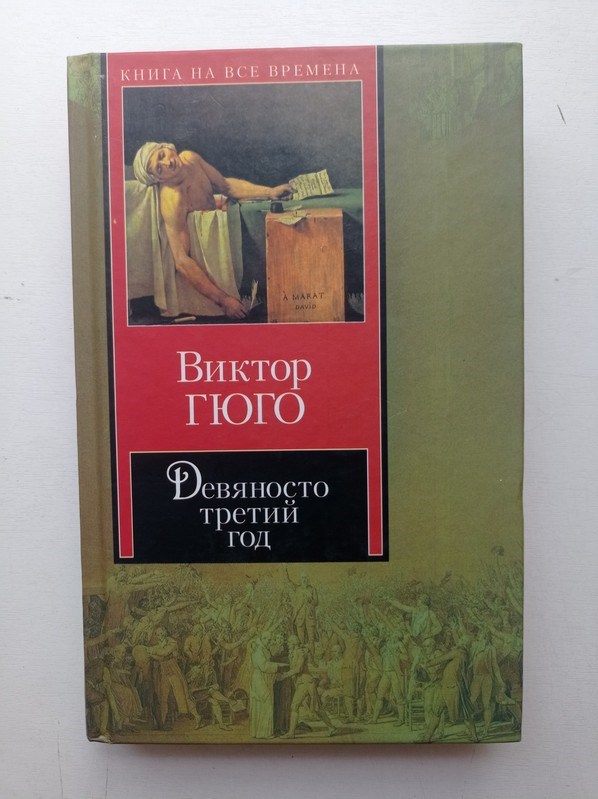 КНИГА НА ВСЕ ВРЕМЕНА
A MARAT
DAVID
Виктор
ГЮГО
Девяносто
третий
год